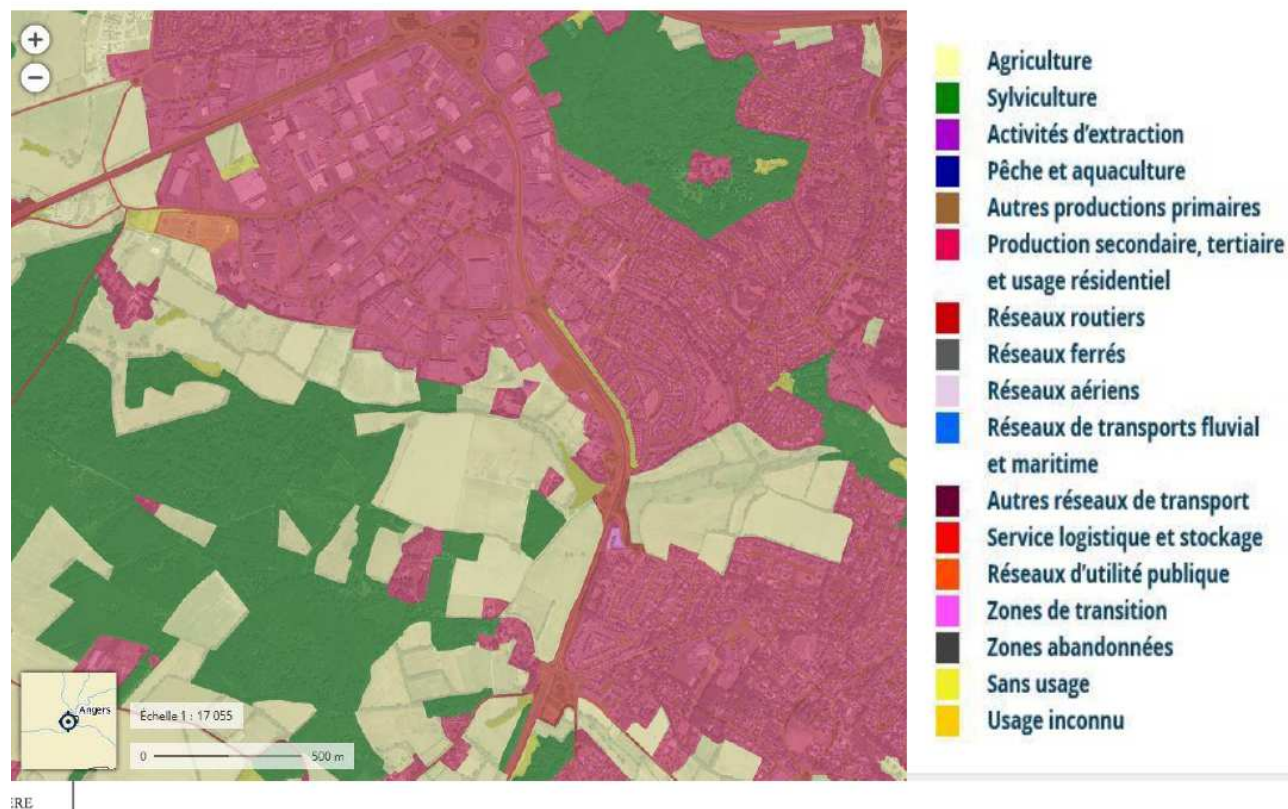 +
−
Angers
Échelle 1 : 17 055
0 500 m
Agriculture
Sylviculture
Activités d'extraction
Pêche et aquaculture
Autres productions primaires
Production secondaire, tertiaire
et usage résidentiel
Réseaux routiers
Réseaux ferrés
Réseaux aériens
Réseaux de transports fluvial
et maritime
Autres réseaux de transport
Service logistique et stockage
Réseaux d'utilité publique
Zones de transition
Zones abandonnées
Sans usage
Usage inconnu